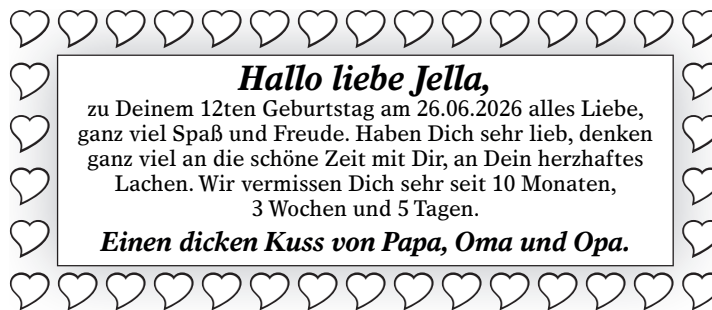 Hallo liebe Jella,
zu Deinem 12ten Geburtstag am 26.06.2026 alles Liebe,
ganz viel Spaß und Freude. Haben Dich sehr lieb, denken
ganz viel an die schöne Zeit mit Dir, an Dein herzhaftes
Lachen. Wir vermissen Dich sehr seit 10 Monaten,
3 Wochen und 5 Tagen.
Einen dicken Kuss von Papa, Oma und Opa.